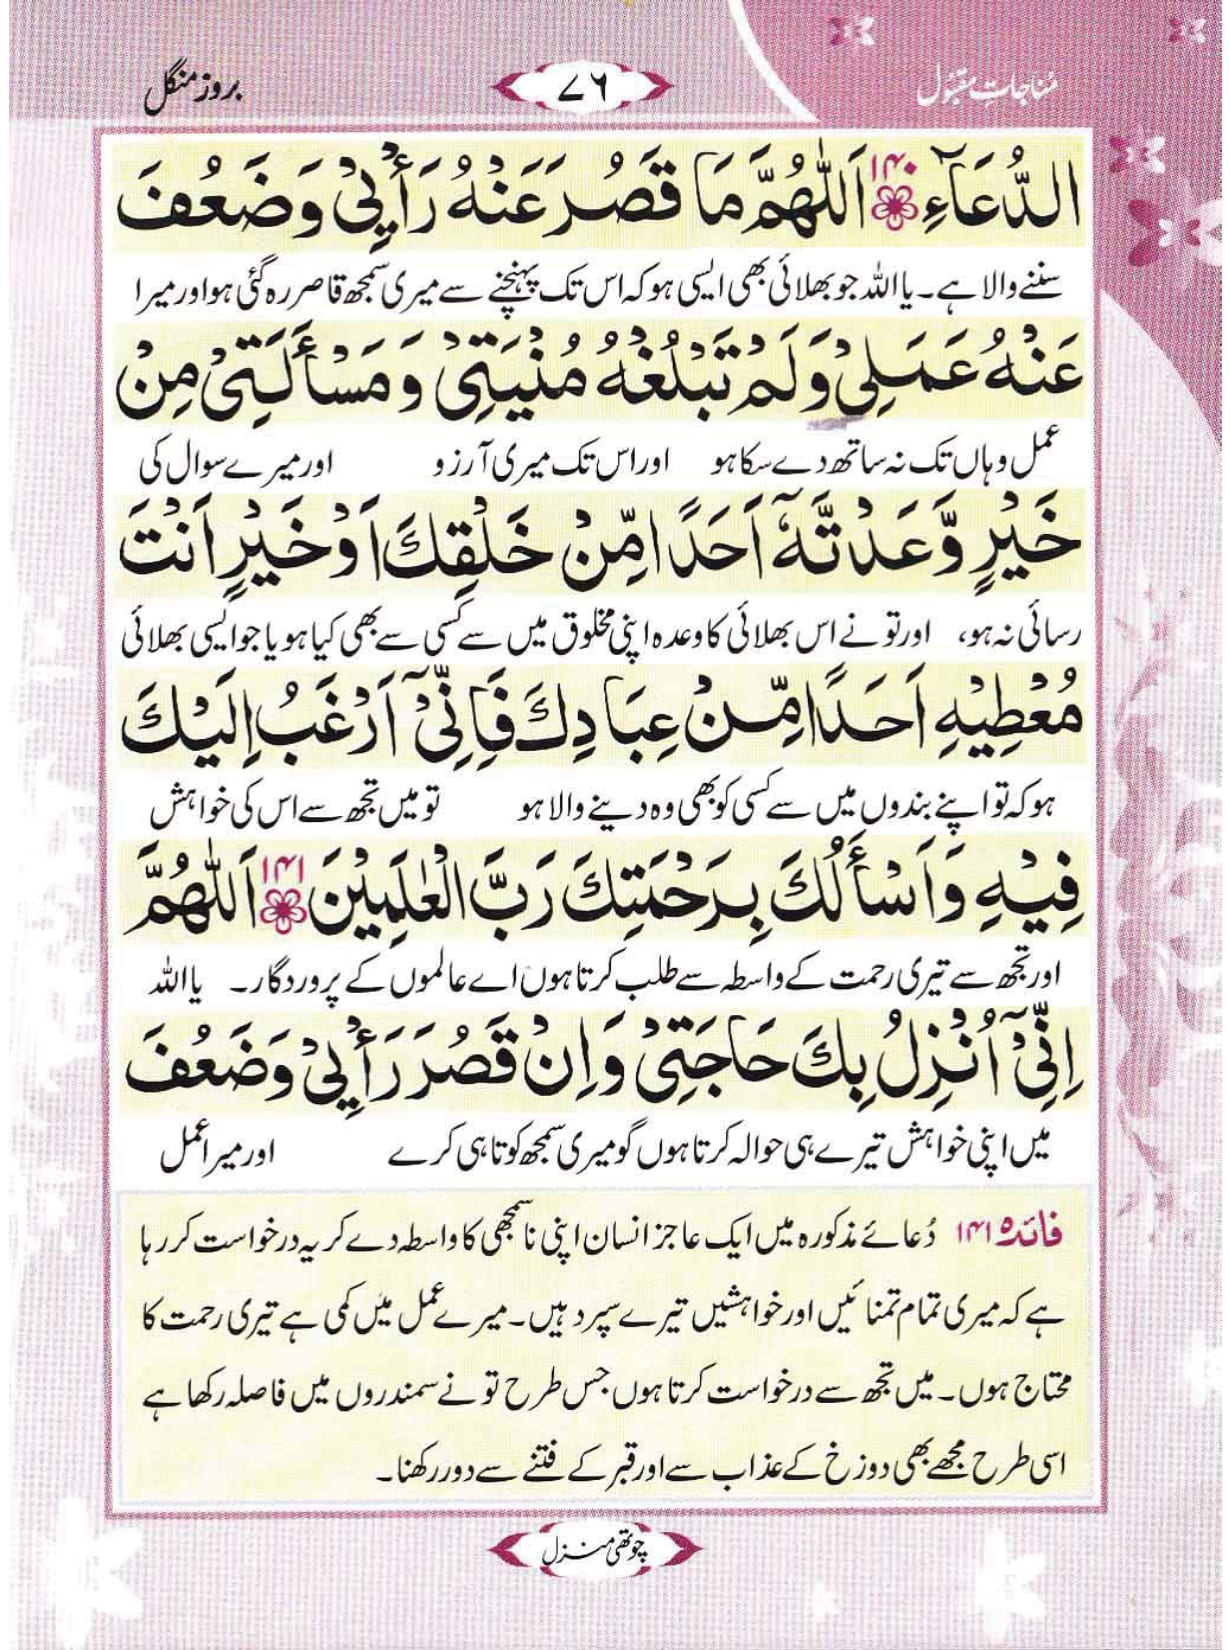 مُناجاتِ مقبُول
۷۶
بروز منگل
الدُّعَآءِ ۱۴۰ اَللّٰهُمَّ مَا قَصُرَ عَنْهُ رَأْيِيْ وَضَعُفَ
سننے والا ہے۔ یا اللہ جو بھلائی بھی ایسی ہو کہ اس تک پہنچنے سے میری سمجھ قاصر رہ گئی ہو اور میرا
عَنْهُ عَمَلِيْ وَلَمْ تَبْلُغْهُ مُنْيَتِيْ وَمَسْأَلَتِيْ مِنْ
عمل وہاں تک نہ ساتھ دے سکا ہو اور اس تک میری آرزو اور میرے سوال کی
خَيْرٍ وَّعَدْتَّهٗۤ اَحَدًا مِّنْ خَلْقِكَ اَوْ خَيْرٍ اَنْتَ
رسائی نہ ہو، اور تو نے اس بھلائی کا وعدہ اپنی مخلوق میں سے کسی سے بھی کیا ہو یا جو ایسی بھلائی
مُعْطِيْهِ اَحَدًا مِّنْ عِبَادِكَ فَاِنِّيْۤ اَرْغَبُ اِلَيْكَ
ہو کہ تو اپنے بندوں میں سے کسی کو بھی وہ دینے والا ہو تو میں تجھ سے اس کی خواہش
فِيْهِ وَاَسْأَلُكَ بِرَحْمَتِكَ رَبَّ الْعٰلَمِيْنَ ۱۴۱ اَللّٰهُمَّ
اور تجھ سے تیری رحمت کے واسطہ سے طلب کرتا ہوں اے عالموں کے پروردگار۔ یا اللہ
اِنِّيْۤ اُنْزِلُ بِكَ حَاجَتِيْ وَاِنْ قَصُرَ رَأْيِيْ وَضَعُفَ
میں اپنی خواہش تیرے ہی حوالہ کرتا ہوں گو میری سمجھ کوتاہی کرے اور میرا عمل
فائدہ ۱۴۱ دُعائے مذکورہ میں ایک عاجز انسان اپنی ناسمجھی کا واسطہ دے کر یہ درخواست کر رہا
ہے کہ میری تمام تمنائیں اور خواہشیں تیرے سپرد ہیں۔ میرے عمل میں کمی ہے تیری رحمت کا
محتاج ہوں۔ میں تجھ سے درخواست کرتا ہوں جس طرح تو نے سمندروں میں فاصلہ رکھا ہے
اسی طرح مجھے بھی دوزخ کے عذاب سے اور قبر کے فتنے سے دور رکھنا۔
چوتھی منزل